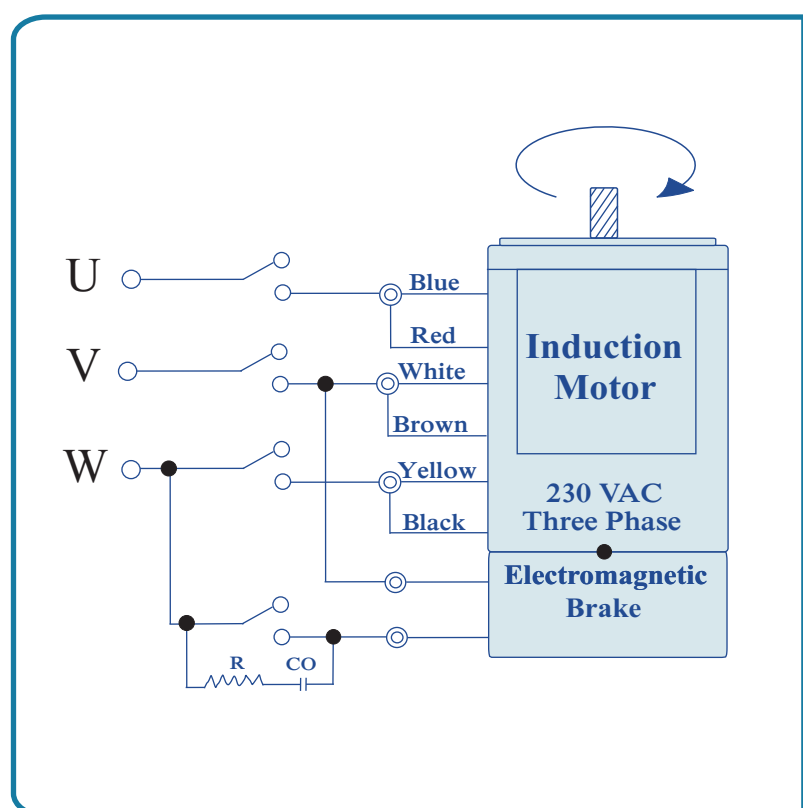 U
Blue
Red
V
White
Brown
W
Yellow
Black
Induction
Motor
230 VAC
Three Phase
Electromagnetic
Brake
R
CO